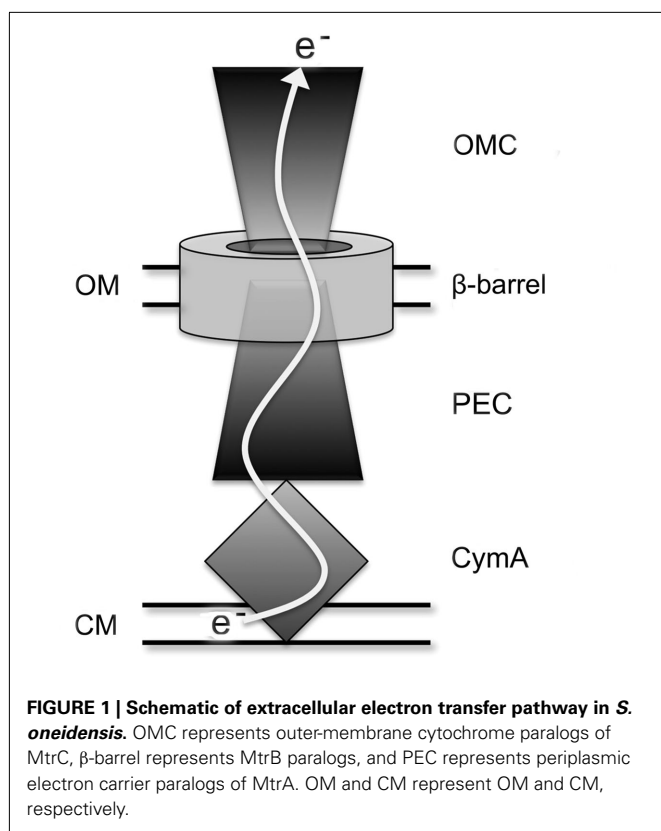 e-
OMC
OM
β-barrel
PEC
CymA
CM
e-
FIGURE 1 | Schematic of extracellular electron transfer pathway in S.
oneidensis. OMC represents outer-membrane cytochrome paralogs of
MtrC, β-barrel represents MtrB paralogs, and PEC represents periplasmic
electron carrier paralogs of MtrA. OM and CM represent OM and CM,
respectively.